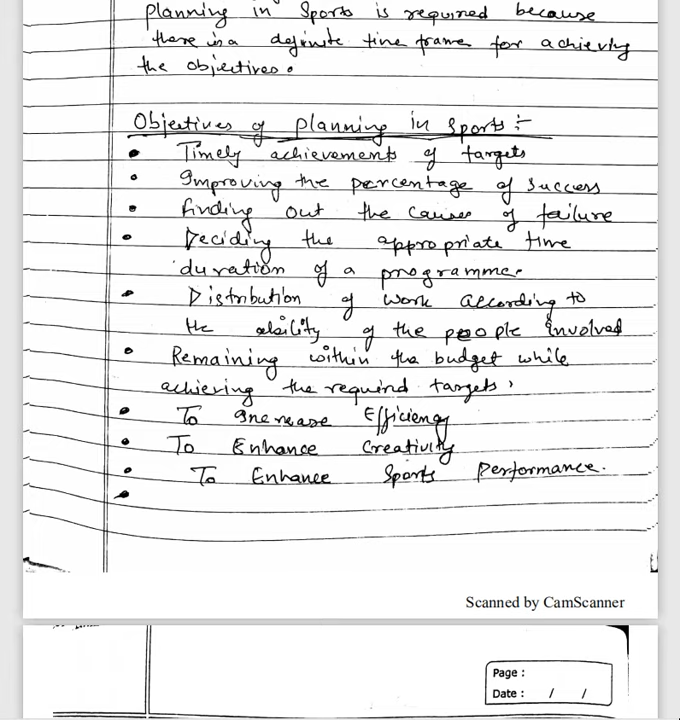 planning in Sports is required because
there is a definite time frame for achieving
the objectives.
Objectives of planning in Sports :-
• Timely achievements of targets
• Improving the percentage of success
• finding out the causes of failure
• Deciding the appropriate time
duration of a programme.
• Distribution of work according to
the ability of the people involved
• Remaining within the budget while
achieving the required targets,
• To Increase Efficiency
• To Enhance Creativity
• To Enhance Sports Performance.
•
Scanned by CamScanner
Page :
Date : / /